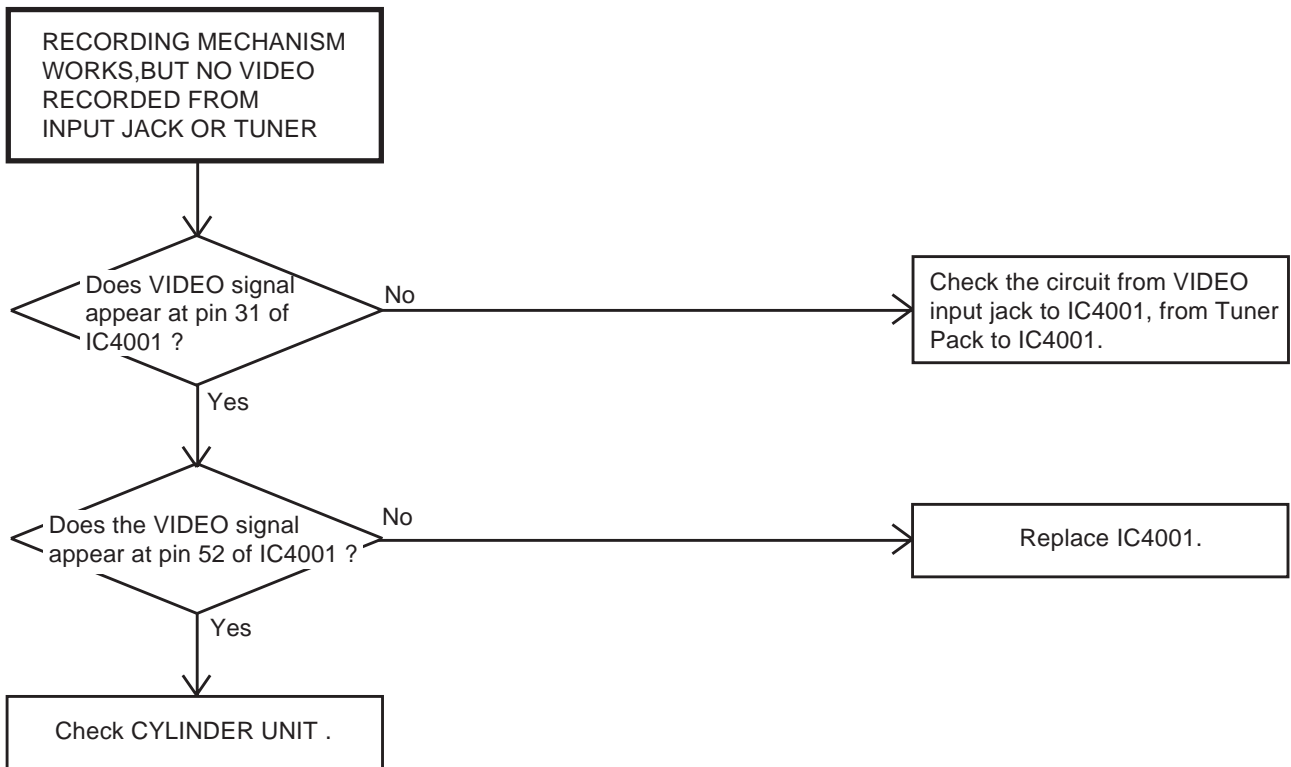 RECORDING MECHANISM
WORKS,BUT NO VIDEO
RECORDED FROM
INPUT JACK OR TUNER
Does VIDEO signal
appear at pin 31 of
IC4001 ?
No
Check the circuit from VIDEO
input jack to IC4001, from Tuner
Pack to IC4001.
Yes
Does the VIDEO signal
appear at pin 52 of IC4001 ?
No
Replace IC4001.
Yes
Check CYLINDER UNIT .